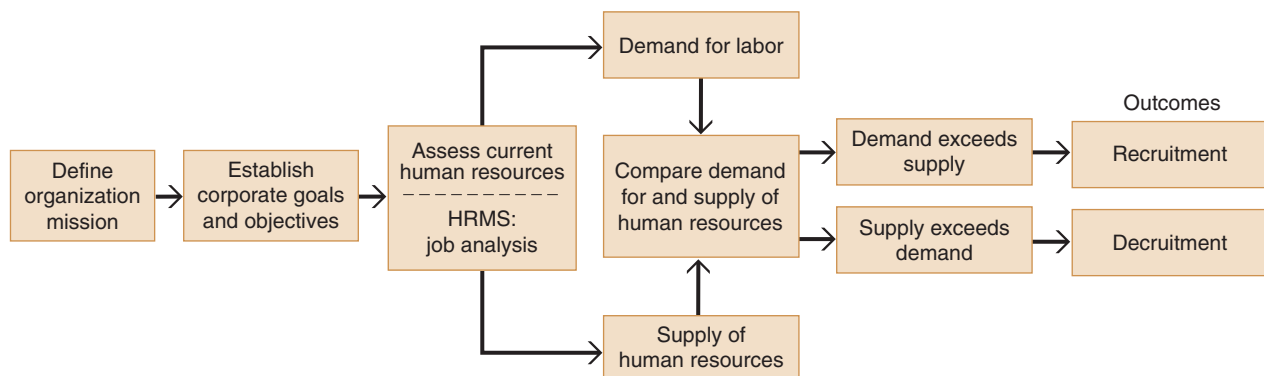 Define
organization
mission
Establish
corporate goals
and objectives
Assess current
human resources
HRMS:
job analysis
Demand for labor
Compare demand
for and supply of
human resources
Supply of
human resources
Demand exceeds
supply
Supply exceeds
demand
Outcomes
Recruitment
Decruitment